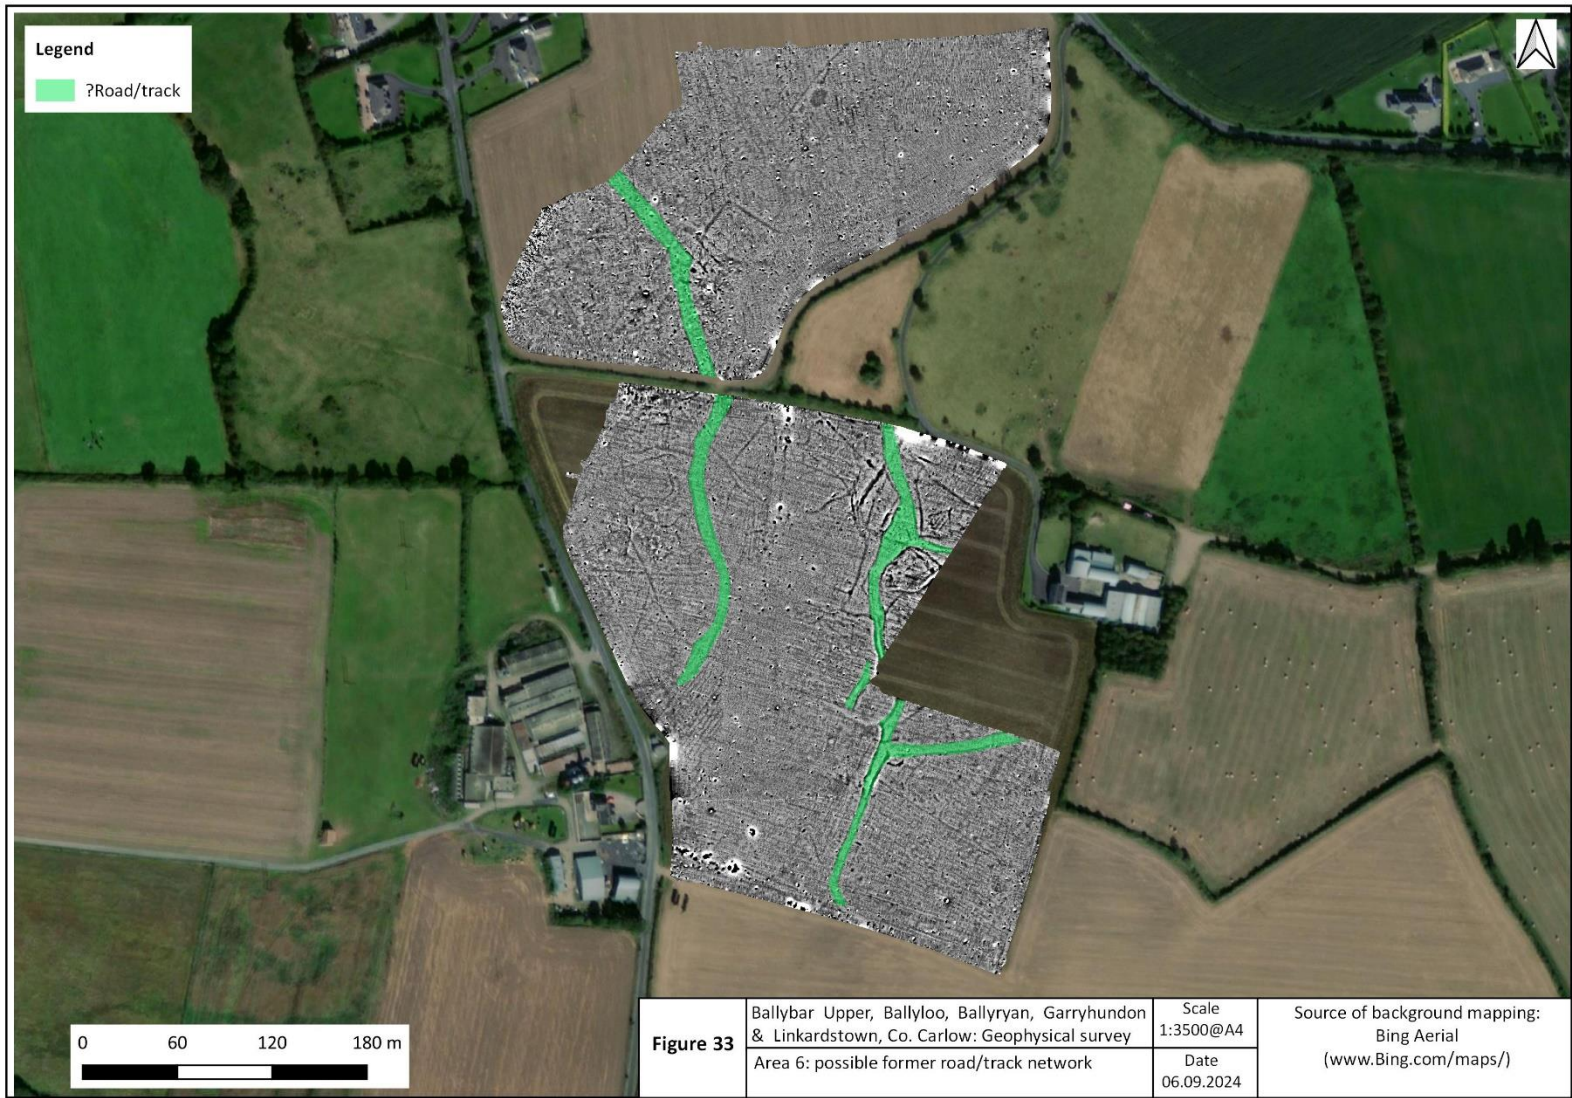 Legend
?Road/track
0 60 120 180 m
Figure 33
Ballybar Upper, Ballyloo, Ballyryan, Garryhundon
& Linkardstown, Co. Carlow: Geophysical survey
Area 6: possible former road/track network
Scale
1:3500@A4
Date
06.09.2024
Source of background mapping:
Bing Aerial
(www.Bing.com/maps/)